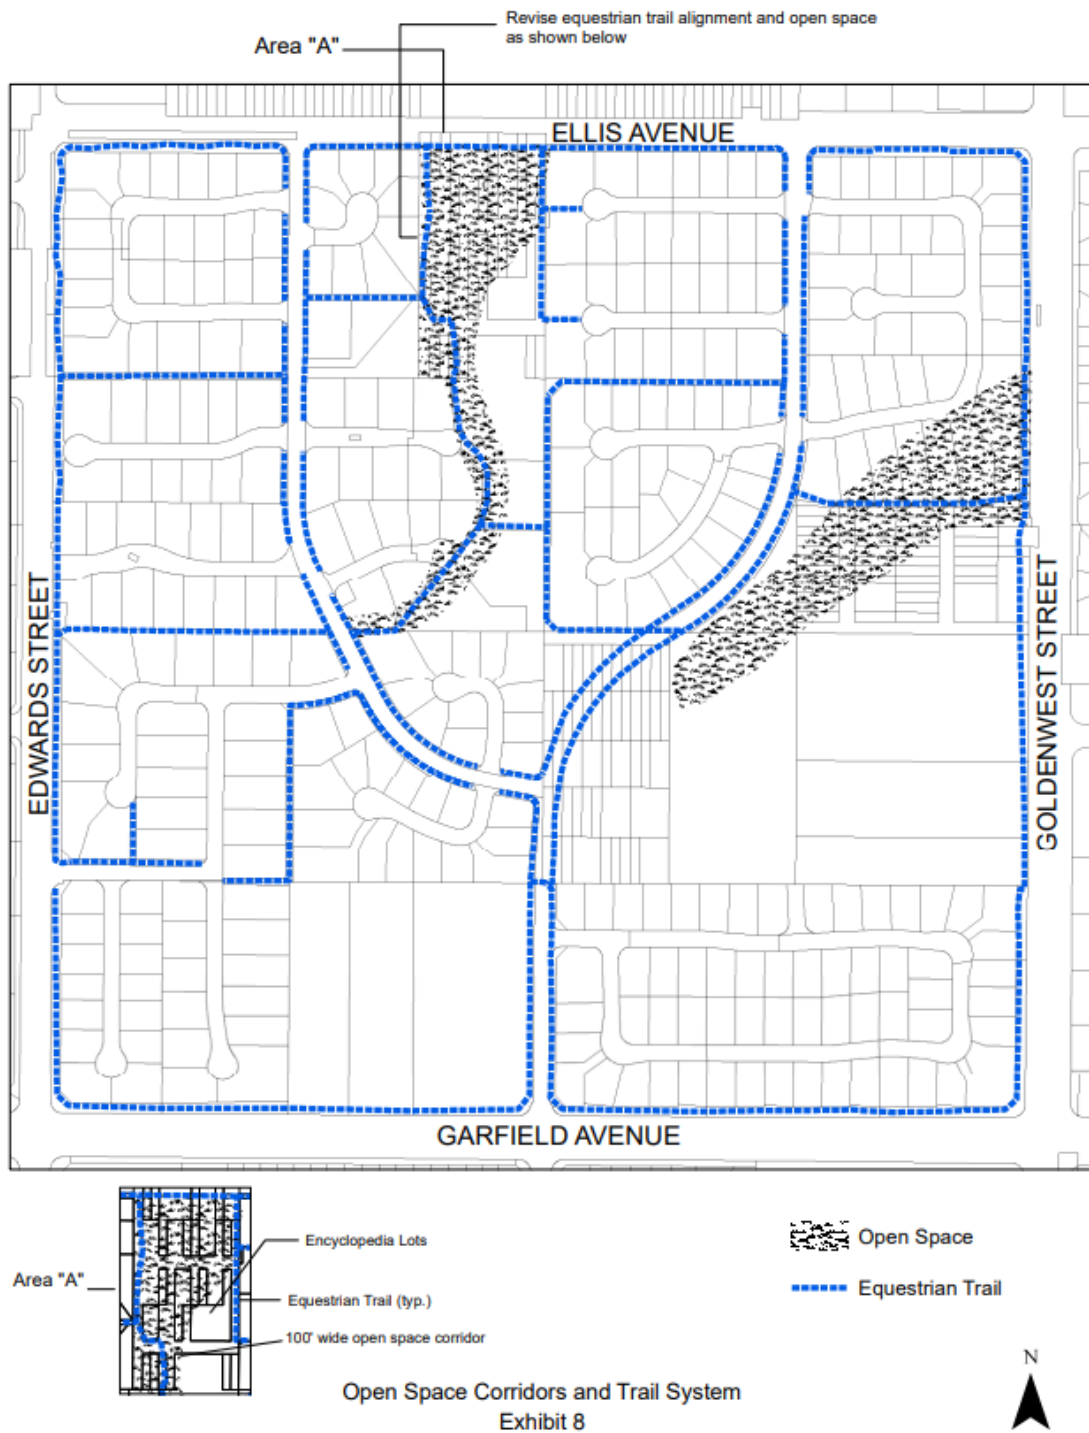 Revise equestrian trail alignment and open space
as shown below
Area "A"
ELLIS AVENUE
EDWARDS STREET
GOLDENWEST STREET
GARFIELD AVENUE
Encyclopedia Lots
Area "A"
Equestrian Trail (typ.)
100' wide open space corridor
Open Space
Equestrian Trail
N
Open Space Corridors and Trail System
Exhibit 8